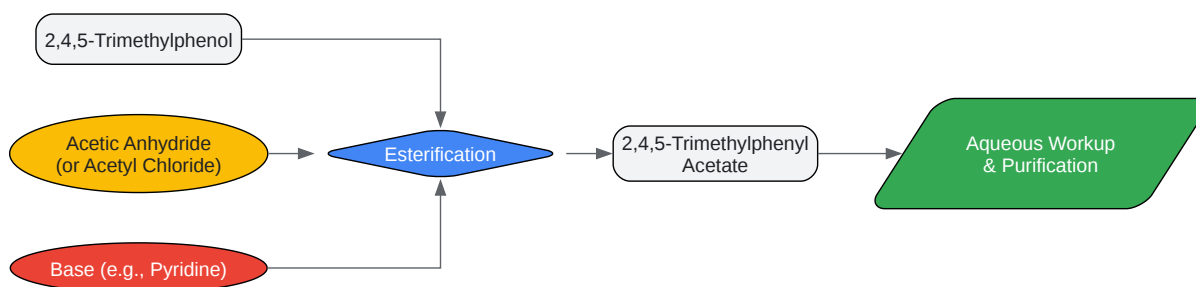 2,4,5-Trimethylphenol
Acetic Anhydride
(or Acetyl Chloride)
Esterification
2,4,5-Trimethylphenyl
Acetate
Aqueous Workup
& Purification
Base (e.g., Pyridine)